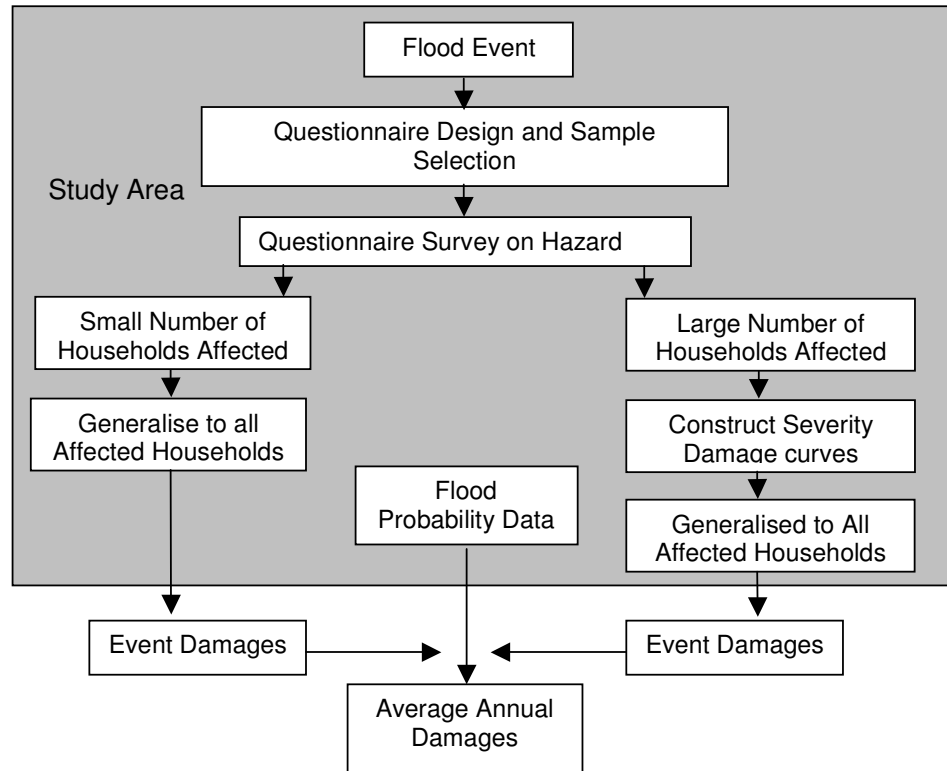 Flood Event
Questionnaire Design and Sample
Selection
Study Area
Questionnaire Survey on Hazard
Small Number of
Households Affected
Large Number of
Households Affected
Generalise to all
Affected Households
Construct Severity
Damage curves
Flood
Probability Data
Generalised to All
Affected Households
Event Damages
Event Damages
Average Annual
Damages